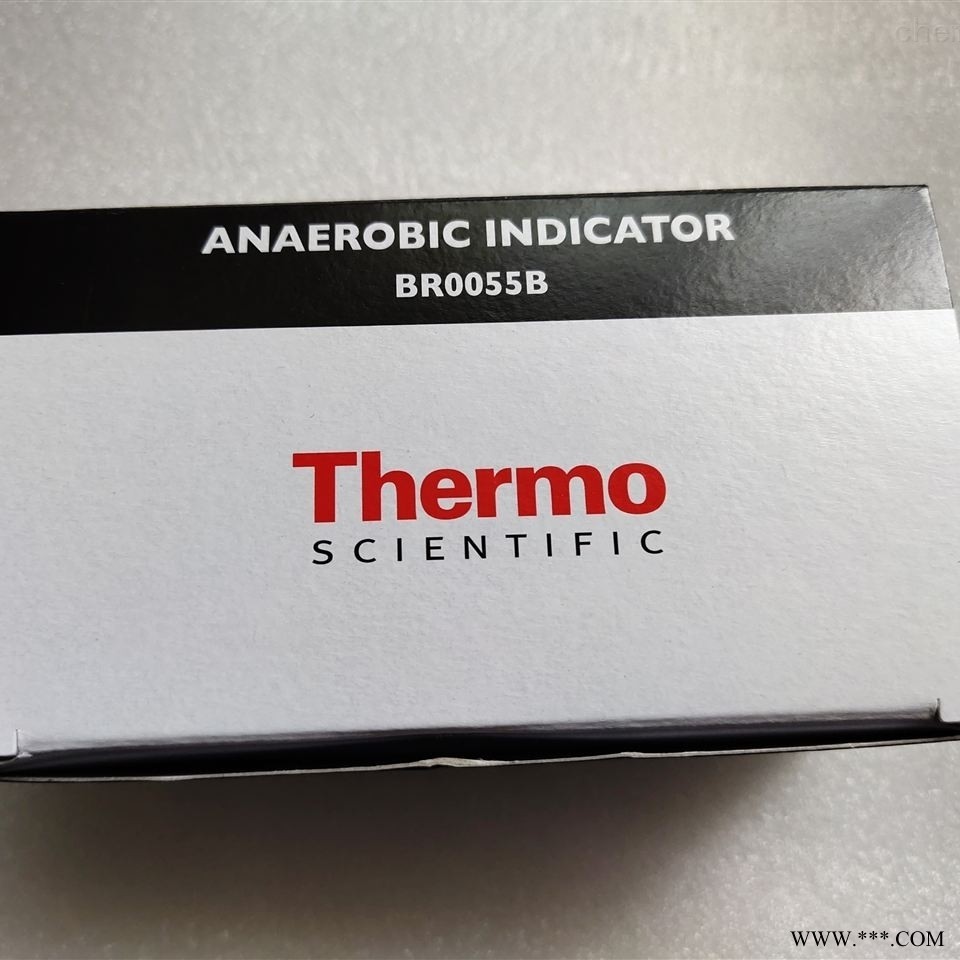 ANAEROBIC INDICATOR
BR0055B
Thermo
SCIENTIFIC
WWW.***.COM